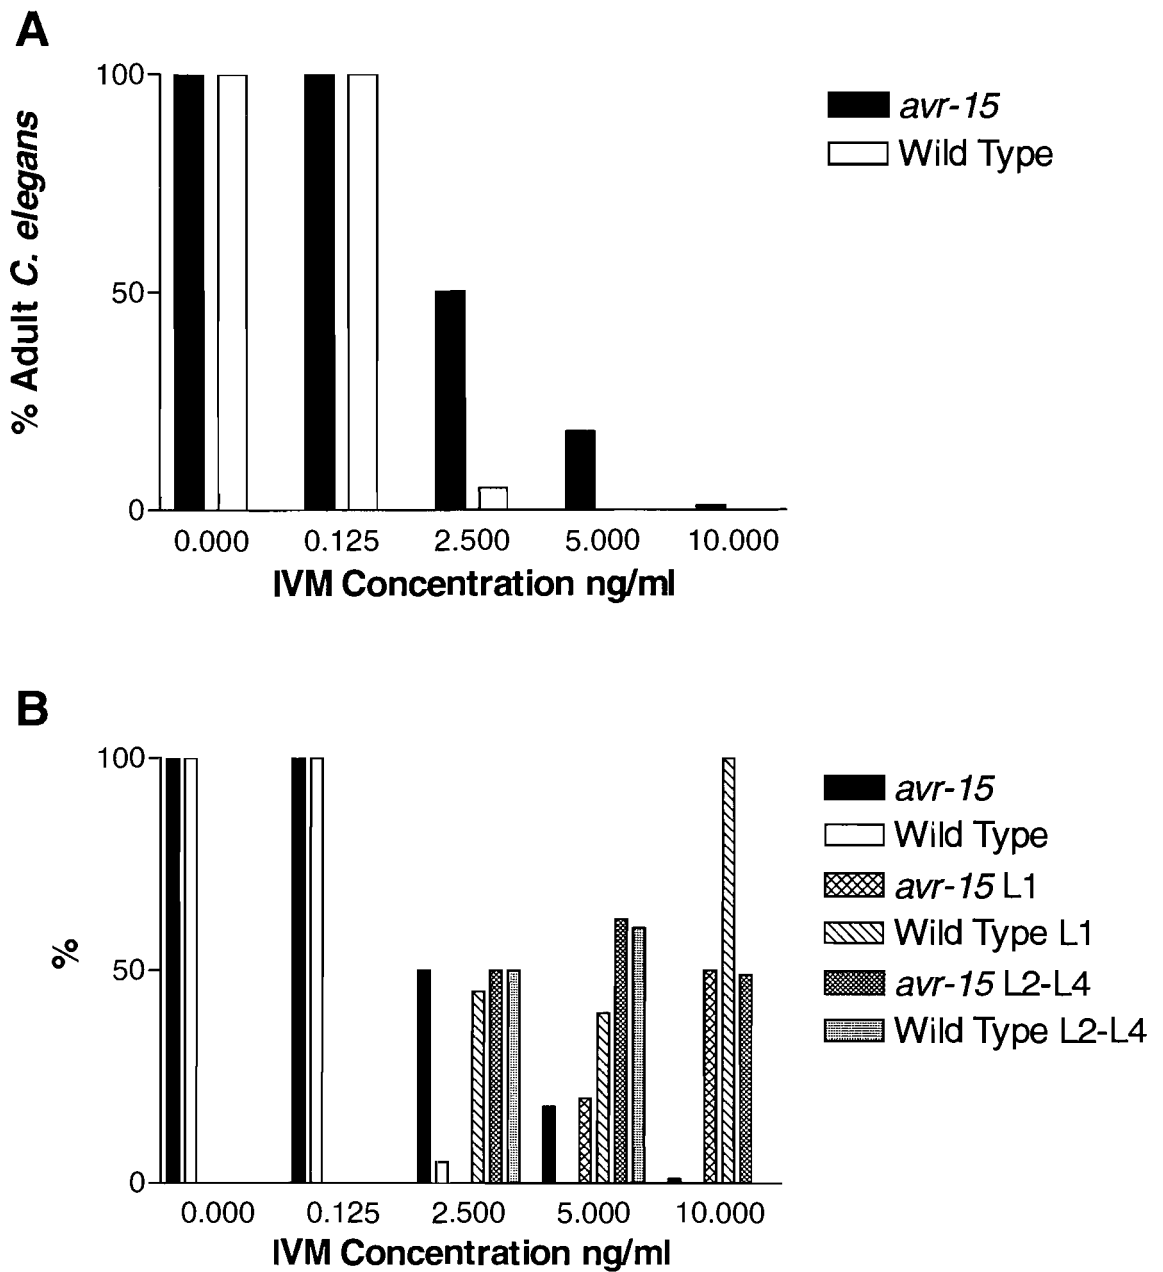 A
% Adult C. elegans
100
50
0
0.000 0.125 2.500 5.000 10.000
IVM Concentration ng/ml
avr-15
Wild Type
B
%
100
50
0
0.000 0.125 2.500 5.000 10.000
IVM Concentration ng/ml
avr-15
Wild Type
avr-15 L1
Wild Type L1
avr-15 L2-L4
Wild Type L2-L4